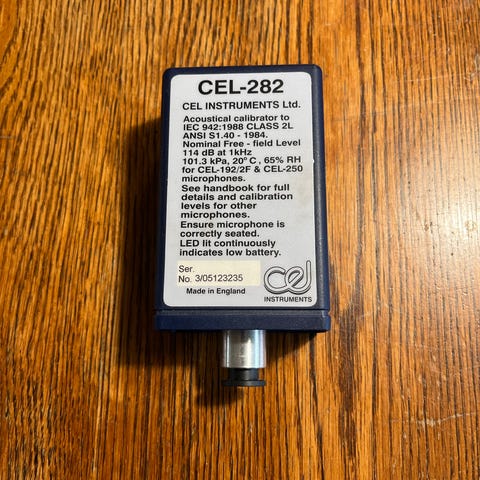 CEL-282
CEL INSTRUMENTS Ltd.
Acoustical calibrator to
IEC 942:1988 CLASS 2L
ANSI S1.40 - 1984.
Nominal Free - field Level
114 dB at 1kHz
101.3 kPa, 20°C, 65% RH
for CEL-192/2F & CEL-250
microphones.
See handbook for full
details and calibration
levels for other
microphones.
Ensure microphone is
correctly seated.
LED lit continuously
indicates low battery.
Ser.
No. 3/05123235
Made in England
cel
INSTRUMENTS